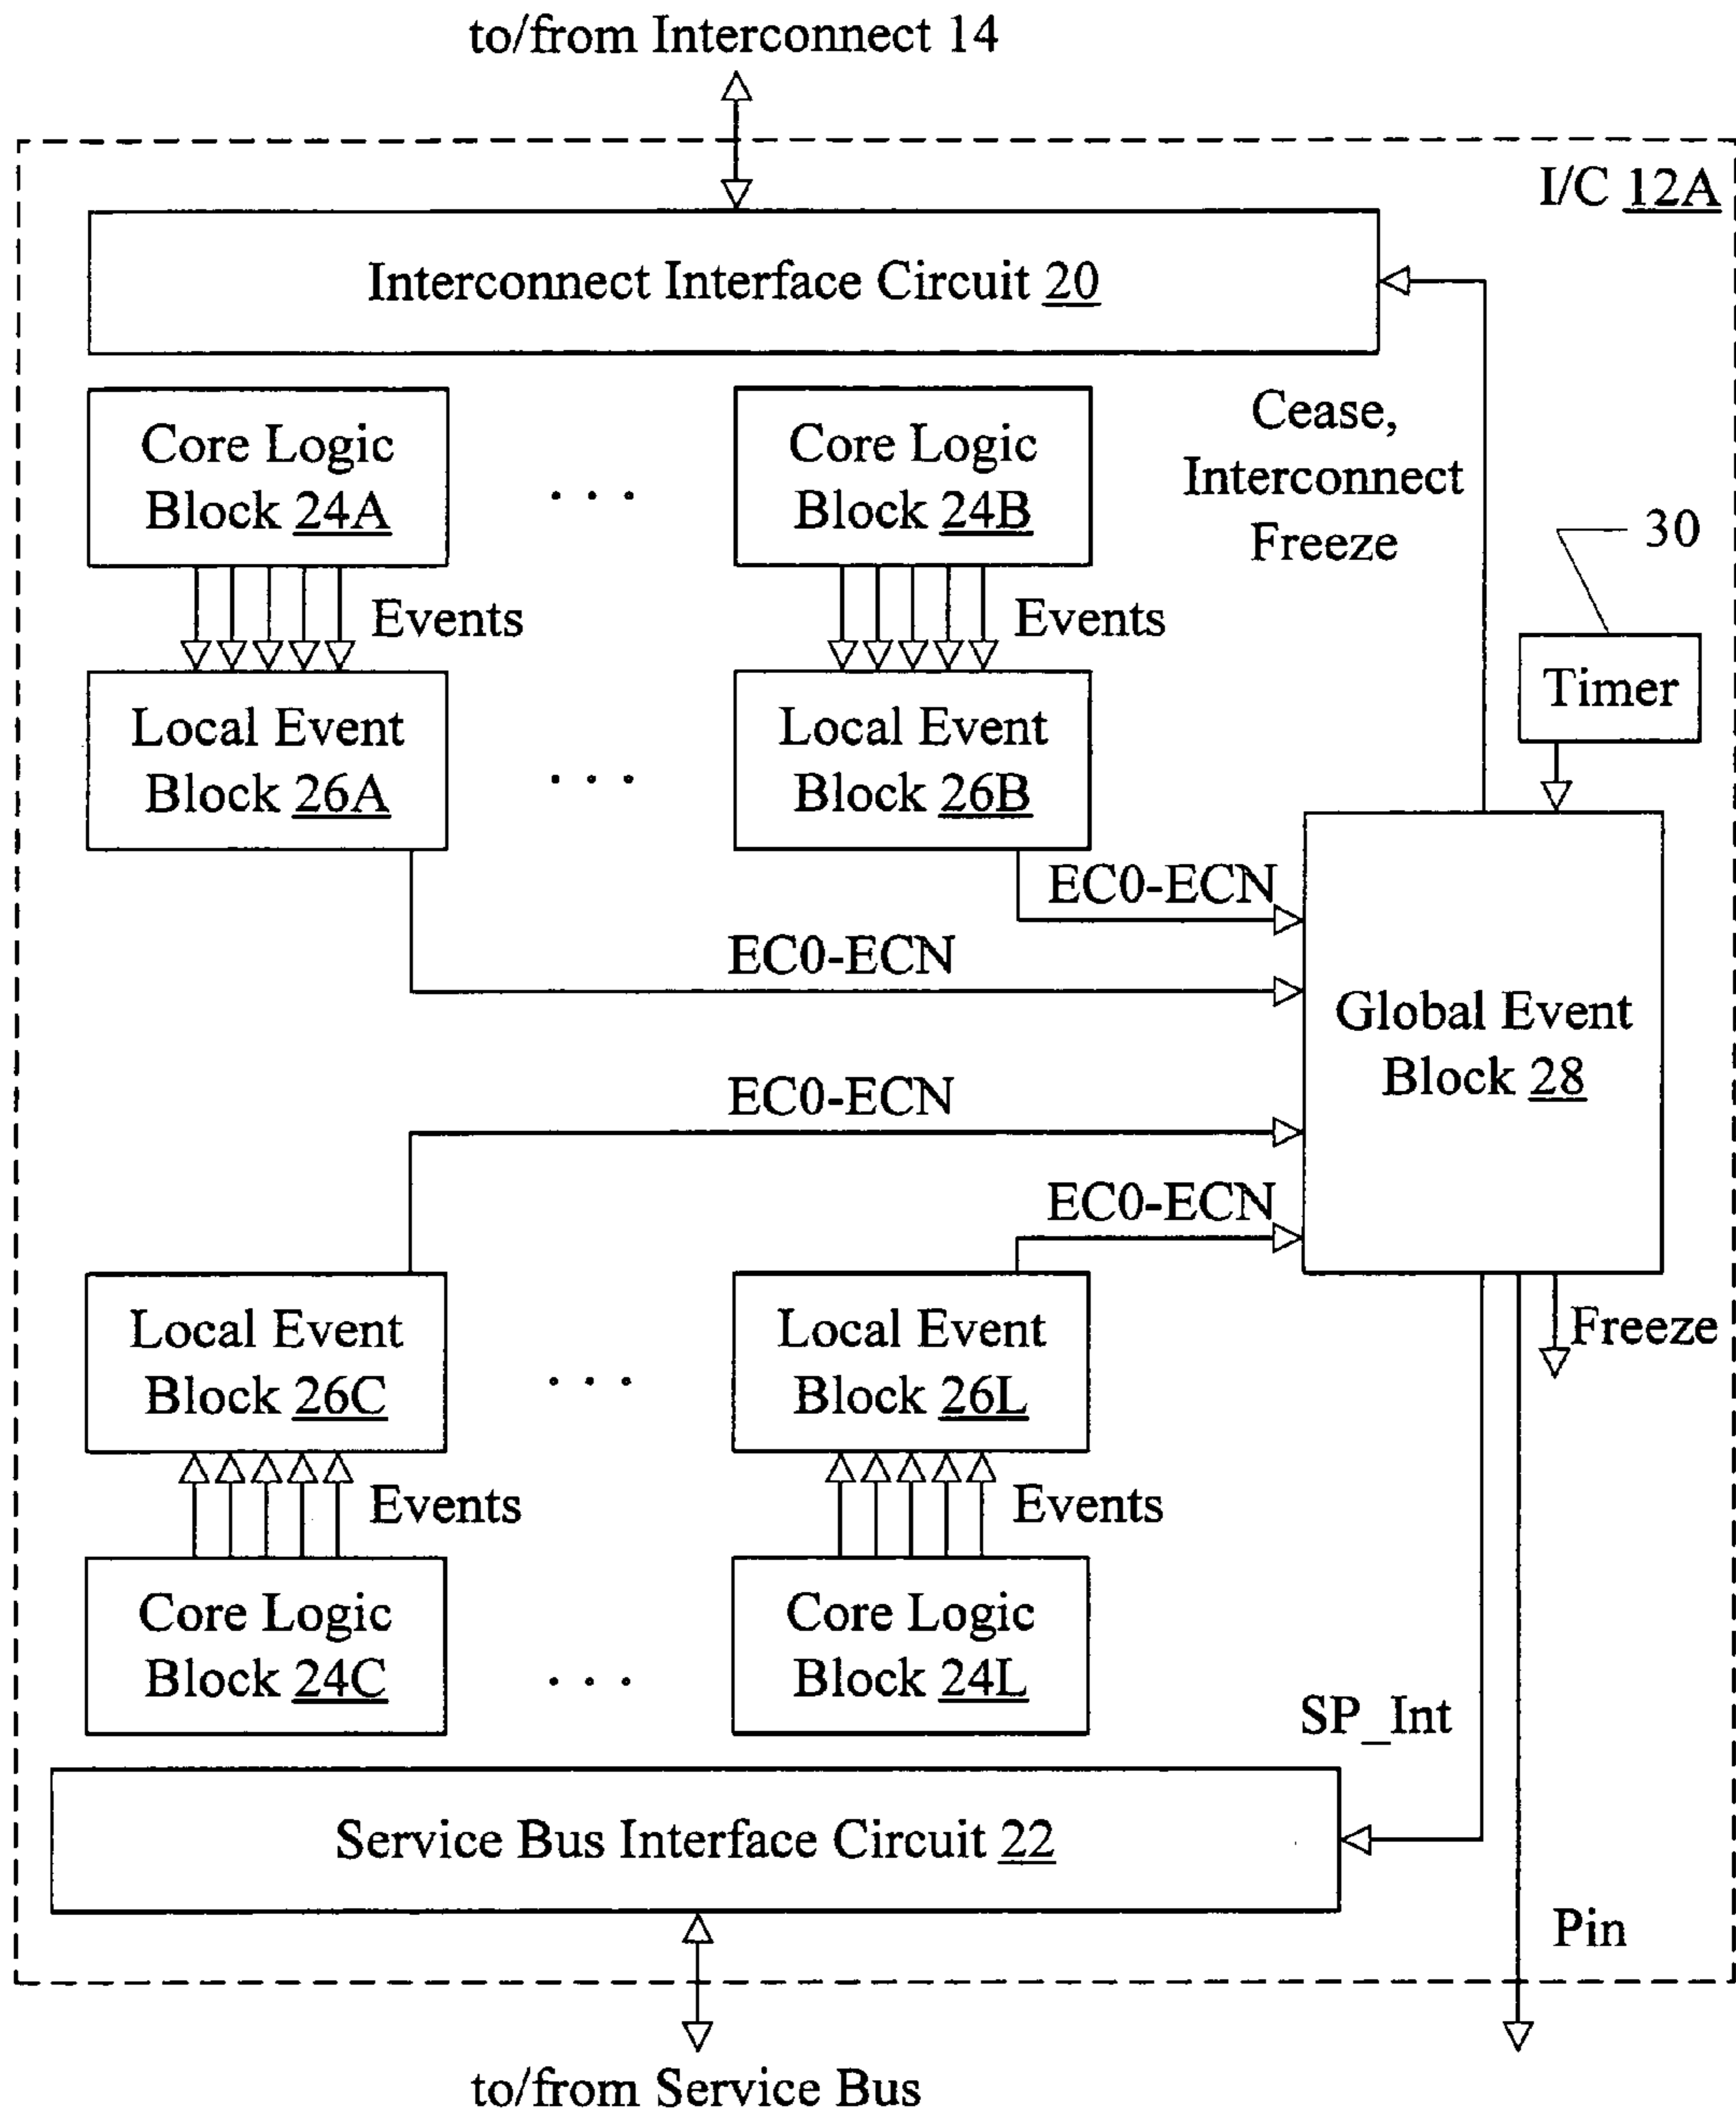 to/from Interconnect 14
I/C 12A
Interconnect Interface Circuit 20
Core Logic
Block 24A
. . .
Core Logic
Block 24B
Cease,
Interconnect
Freeze
30
Events
Events
Timer
Local Event
Block 26A
. . .
Local Event
Block 26B
EC0-ECN
EC0-ECN
Global Event
Block 28
EC0-ECN
EC0-ECN
Local Event
Block 26C
. . .
Local Event
Block 26L
Freeze
Events
Events
Core Logic
Block 24C
. . .
Core Logic
Block 24L
SP_Int
Service Bus Interface Circuit 22
Pin
to/from Service Bus